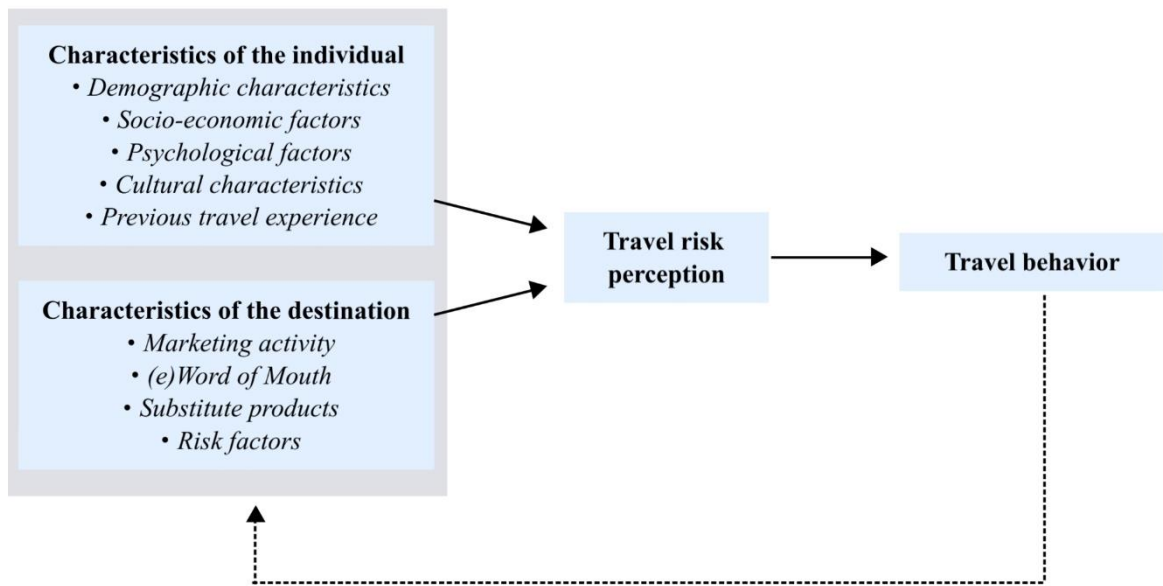 Characteristics of the individual
• Demographic characteristics
• Socio-economic factors
• Psychological factors
• Cultural characteristics
• Previous travel experience
Characteristics of the destination
• Marketing activity
• (e)Word of Mouth
• Substitute products
• Risk factors
Travel risk
perception
Travel behavior